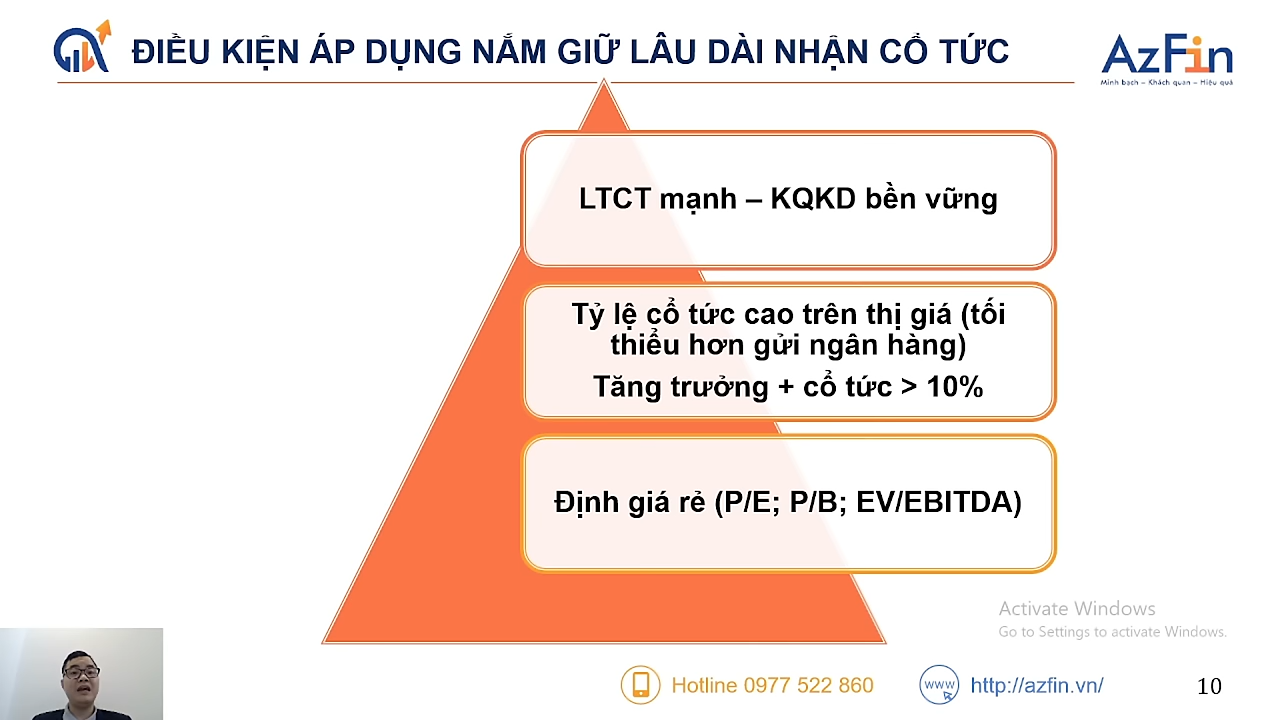 ĐIỀU KIỆN ÁP DỤNG NẮM GIỮ LÂU DÀI NHẬN CỔ TỨC
AzFin
Minh bạch – Khách quan – Hiệu quả
LTCT mạnh – KQKD bền vững
Tỷ lệ cổ tức cao trên thị giá (tối
thiểu hơn gửi ngân hàng)
Tăng trưởng + cổ tức > 10%
Định giá rẻ (P/E; P/B; EV/EBITDA)
Activate Windows
Go to Settings to activate Windows.
Hotline 0977 522 860
www
http://azfin.vn/
10